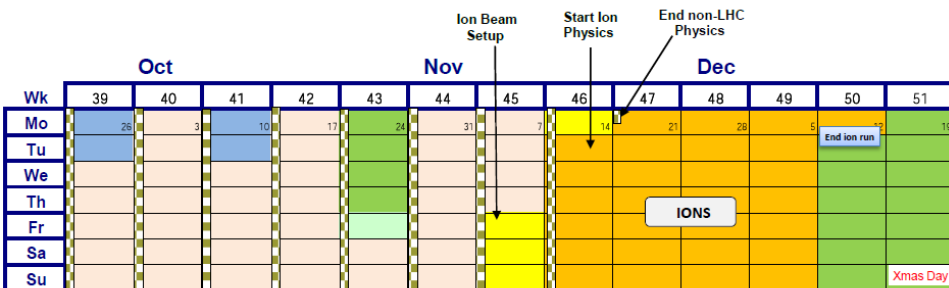 Ion Beam Setup
Start Ion Physics
End non-LHC Physics
Oct Nov Dec
Wk 39 40 41 42 43 44 45 46 47 48 49 50 51
Mo 26 3 10 17 24 31 7 14 21 28 5 12 19
Tu End ion run
We
Th
IONS
Fr
Sa
Su Xmas Day